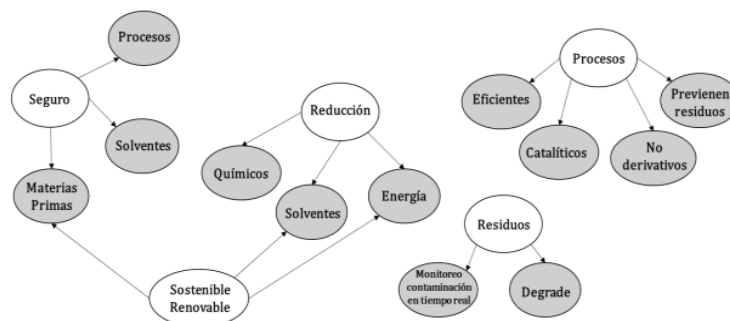 Procesos
Seguro
Solventes
Materias
Primas
Reducción
Químicos
Solventes
Energía
Sostenible
Renovable
Procesos
Eficientes
Previenen
residuos
Catalíticos
No
derivativos
Residuos
Monitoreo
contaminación
en tiempo real
Degrade